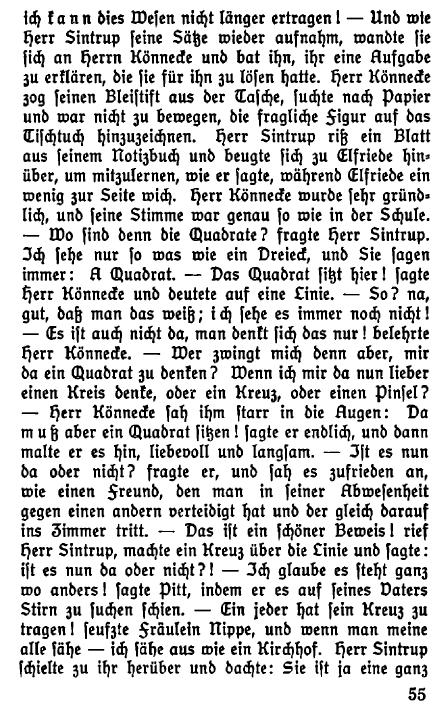 ich kann dies Wesen nicht länger ertragen! — Und wie
Herr Sintrup seine Sätze wieder aufnahm, wandte sie
sich an Herrn Könnecke und bat ihn, ihr eine Aufgabe
zu erklären, die sie für ihn zu lösen hatte. Herr Könnecke
zog seinen Bleistift aus der Tasche, suchte nach Papier
und war nicht zu bewegen, die fragliche Figur auf das
Tischtuch hinzuzeichnen. Herr Sintrup riß ein Blatt
aus seinem Notizbuch und beugte sich zu Elfriede hin-
über, um mitzulernen, wie er sagte, während Elfriede ein
wenig zur Seite wich. Herr Könnecke wurde sehr gründ-
lich, und seine Stimme war genau so wie in der Schule.
— Wo sind denn die Quadrate? fragte Herr Sintrup.
Ich sehe nur so was wie ein Dreieck, und Sie sagen
immer: A Quadrat. — Das Quadrat sitzt hier! sagte
Herr Könnecke und deutete auf eine Linie. — So? na,
gut, daß man das weiß; ich sehe es immer noch nicht!
— Es ist auch nicht da, man denkt sich das nur! belehrte
Herr Könnecke. — Wer zwingt mich denn aber, mir
da ein Quadrat zu denken? Wenn ich mir da nun lieber
einen Kreis denke, oder ein Kreuz, oder einen Pinsel?
— Herr Könnecke sah ihm starr in die Augen: Da
muß aber ein Quadrat sitzen! sagte er endlich, und dann
malte er es hin, liebevoll und langsam. — Ist es nun
da oder nicht? fragte er, und sah es zufrieden an,
wie einen Freund, den man in seiner Abwesenheit
gegen einen andern verteidigt hat und der gleich darauf
ins Zimmer tritt. — Das ist ein schöner Beweis! rief
Herr Sintrup, machte ein Kreuz über die Linie und sagte:
ist es nun da oder nicht?! — Ich glaube es steht ganz
wo anders! sagte Pitt, indem er es auf seines Vaters
Stirn zu suchen schien. — Ein jeder hat sein Kreuz zu
tragen! seufzte Fräulein Nippe, und wenn man meine
alle sähe — ich sähe aus wie ein Kirchhof. Herr Sintrup
schielte zu ihr herüber und dachte: Sie ist ja eine ganz
55